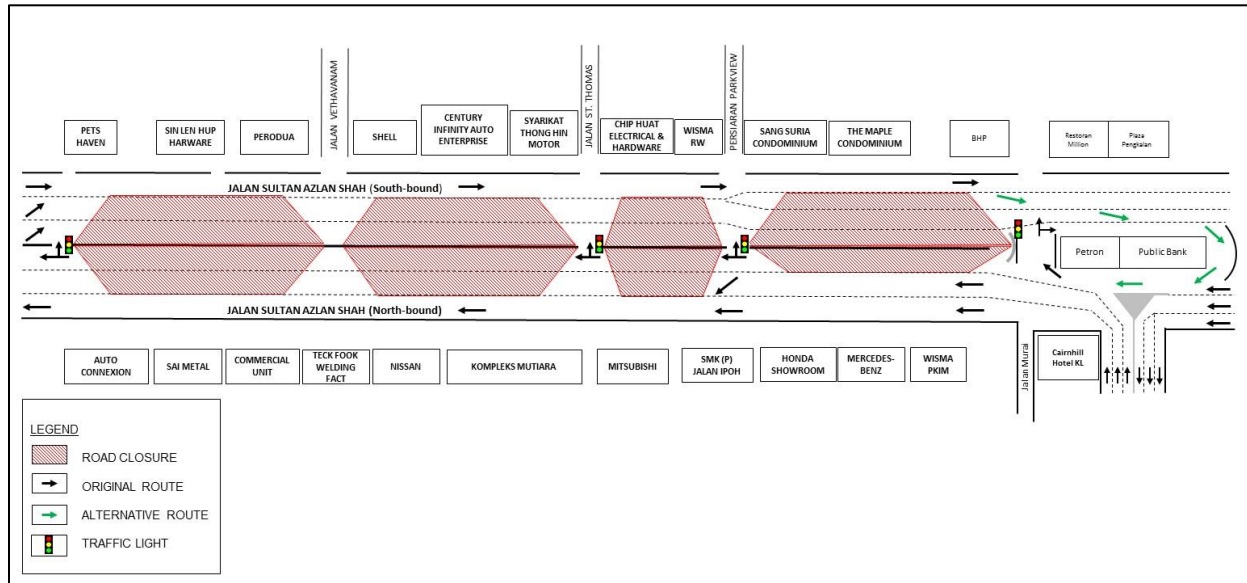 JALAN VETHAVANAM
JALAN ST. THOMAS
PERSIARAN PARKVIEW
PETS
HAVEN
SIN LEN HUP
HARWARE
PERODUA
SHELL
CENTURY
INFINITY AUTO
ENTERPRISE
SYARIKAT
THONG HIN
MOTOR
CHIP HUAT
ELECTRICAL &
HARDWARE
WISMA
RW
SANG SURIA
CONDOMINIUM
THE MAPLE
CONDOMINIUM
BHP
Restoran
Million
Plaza
Pengkalan
JALAN SULTAN AZLAN SHAH (South-bound)
Petron
Public Bank
JALAN SULTAN AZLAN SHAH (North-bound)
AUTO
CONNEXION
SAI METAL
COMMERCIAL
UNIT
TECK FOOK
WELDING
FACT
NISSAN
KOMPLEKS MUTIARA
MITSUBISHI
SMK (P)
JALAN IPOH
HONDA
SHOWROOM
MERCEDES-
BENZ
WISMA
PKIM
Jalan Murai
Cairnhill
Hotel KL
LEGEND
ROAD CLOSURE
ORIGINAL ROUTE
ALTERNATIVE ROUTE
TRAFFIC LIGHT